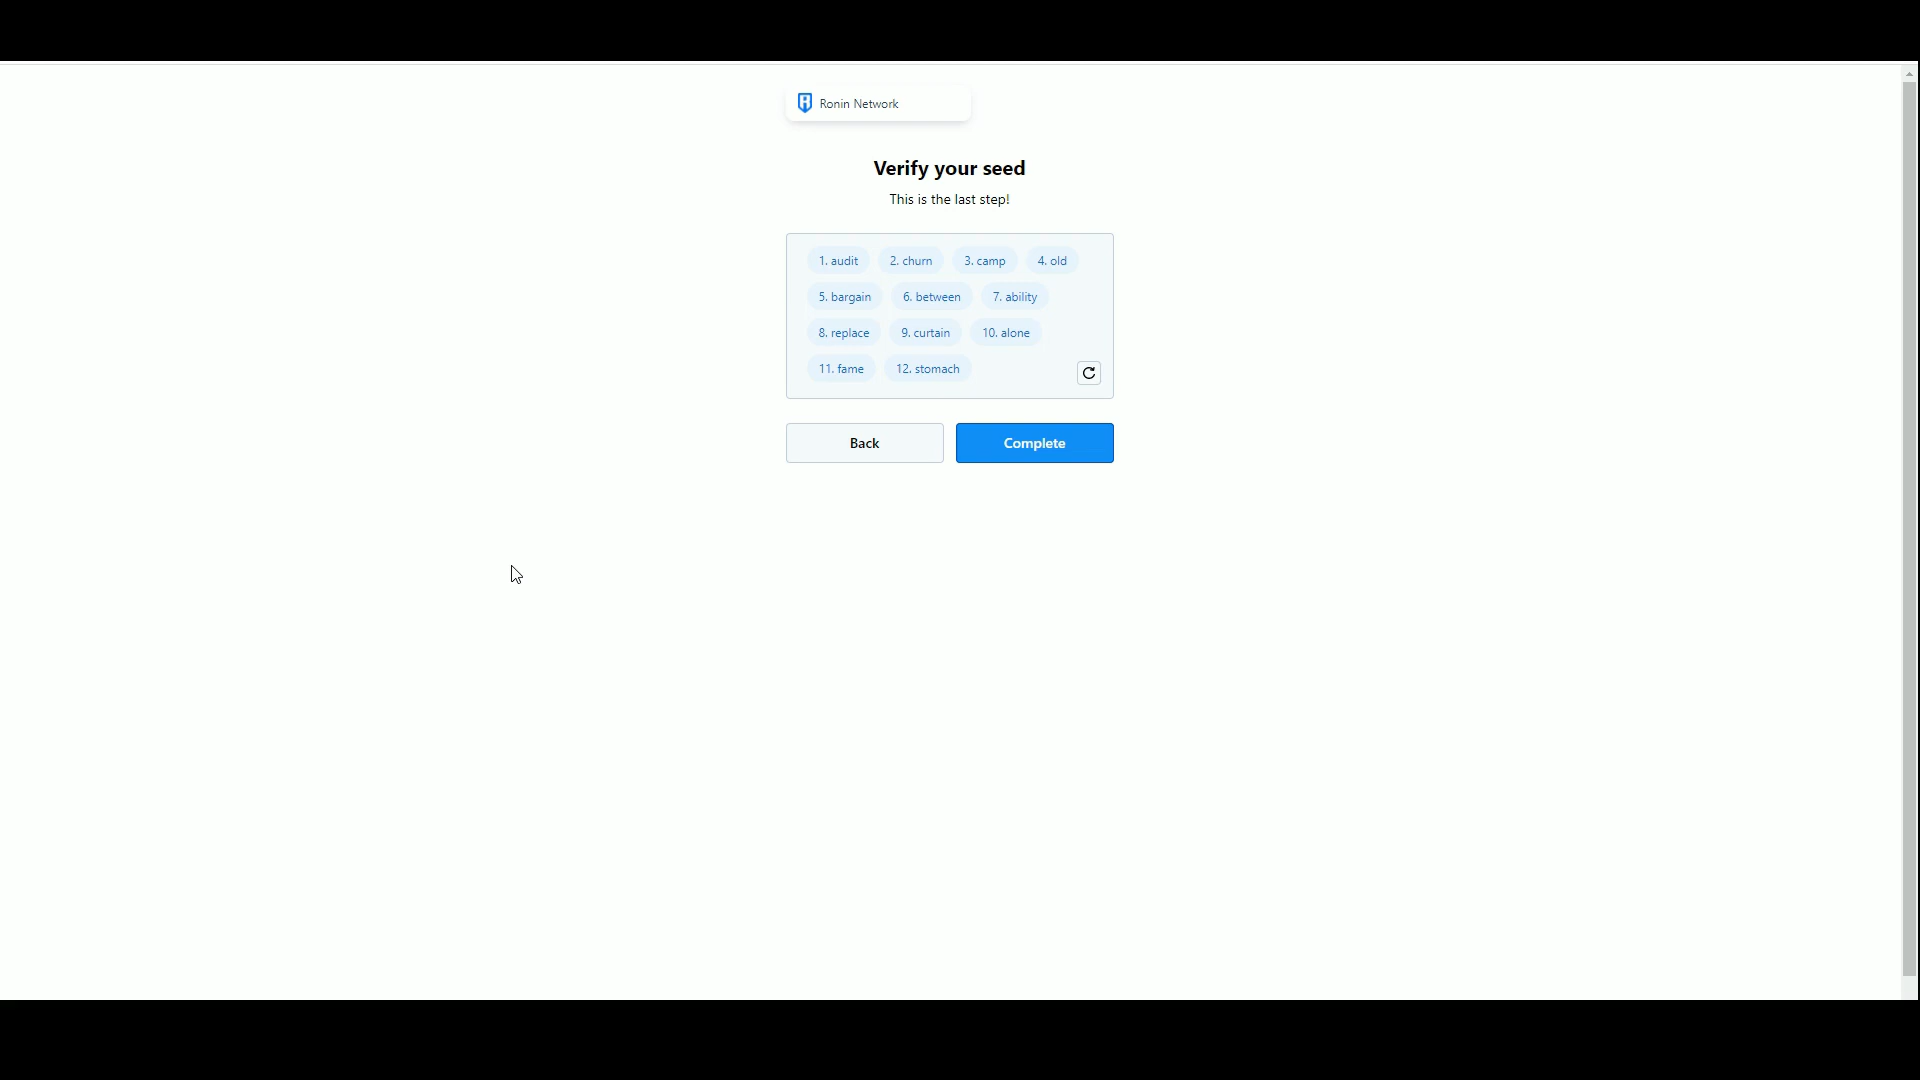 Ronin Network
Verify your seed
This is the last step!
1. audit 2. churn 3. camp 4. old
5. bargain 6. between 7. ability
8. replace 9. curtain 10. alone
11. fame 12. stomach
Back Complete